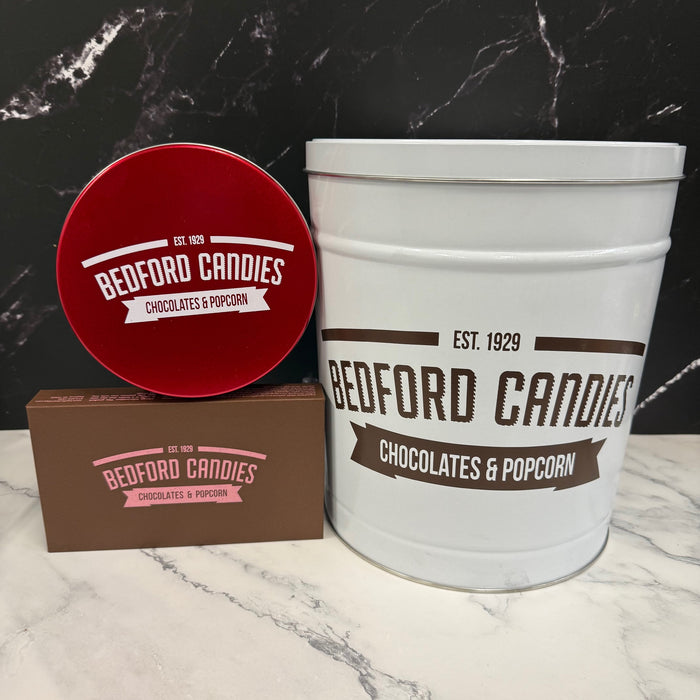 EST. 1929
BEDFORD CANDIES
CHOCOLATES & POPCORN
EST. 1929
BEDFORD CANDIES
CHOCOLATES & POPCORN
EST. 1929
BEDFORD CANDIES
CHOCOLATES & POPCORN